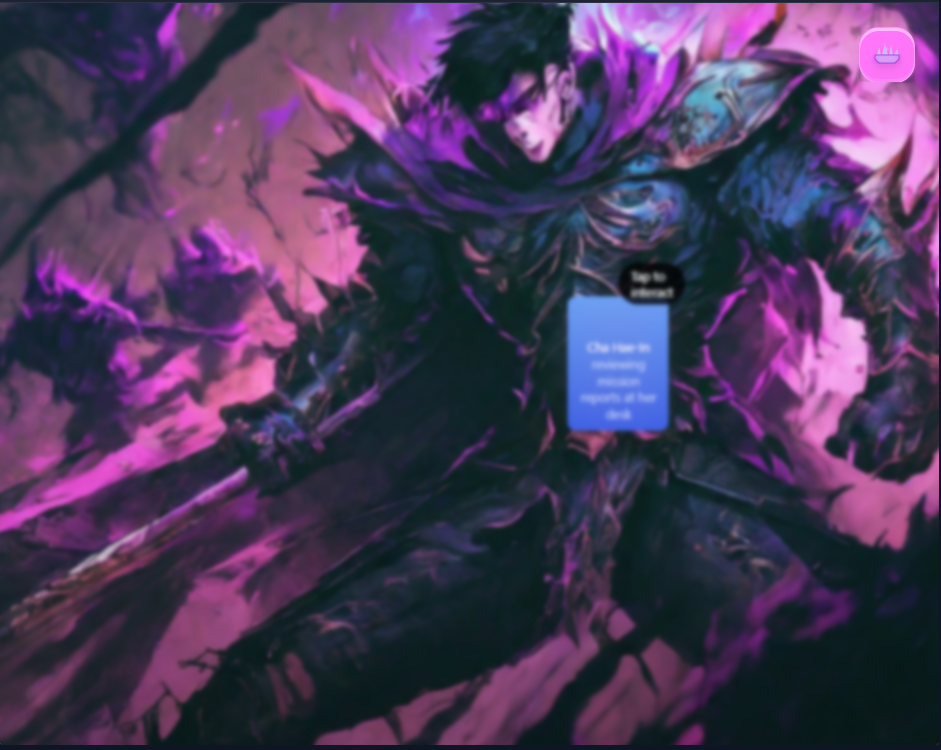 Tap to
interact
Cha Hae-In
reviewing
mission
reports at her
desk